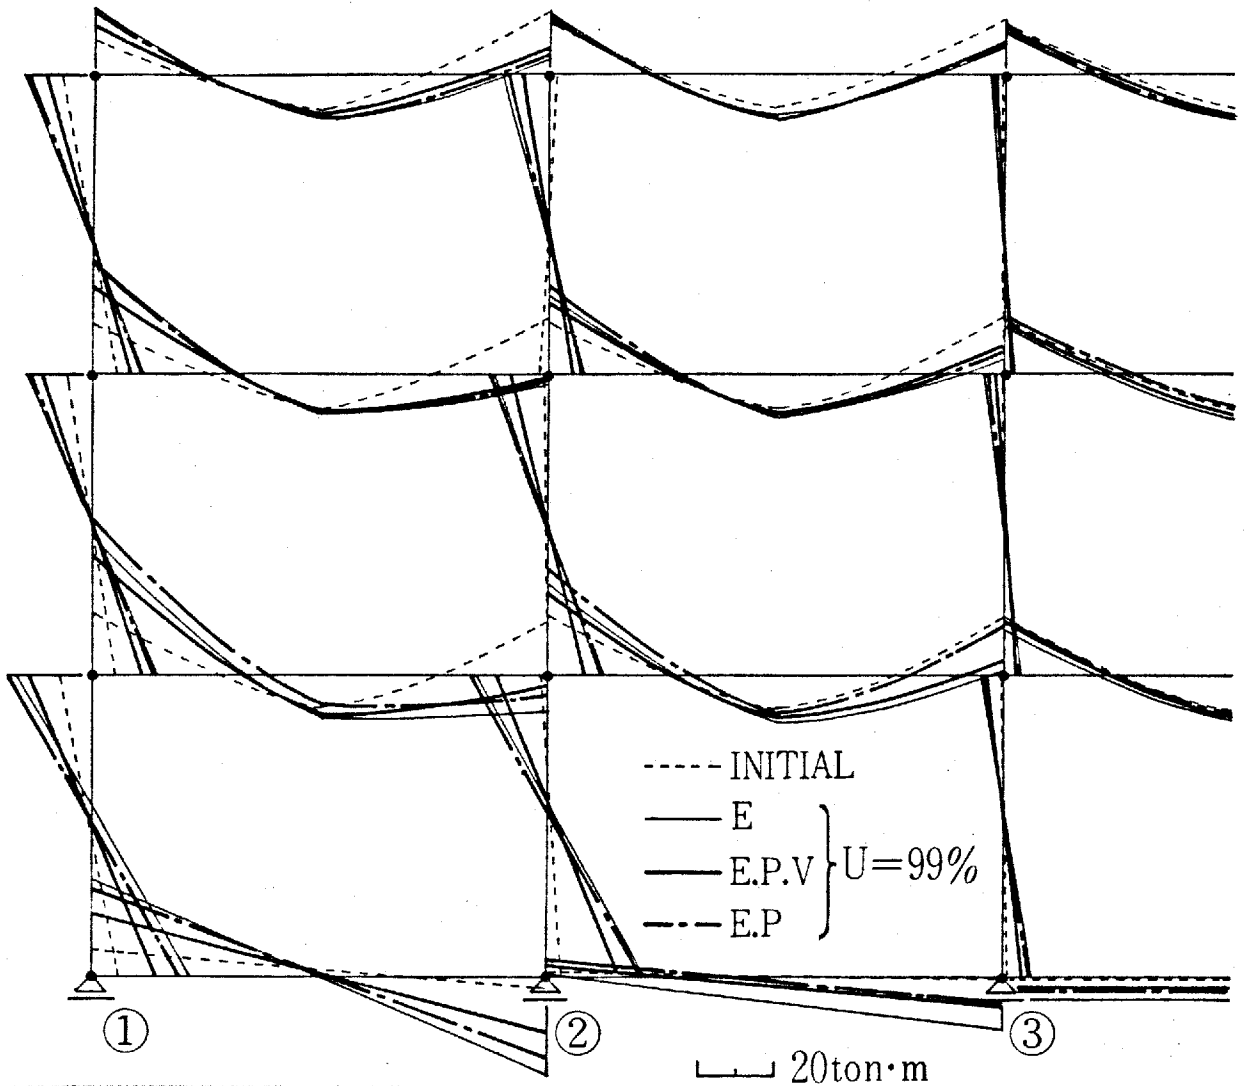 INITIAL
E
E.P.V
E.P
U=99%
① ② ③
20ton·m